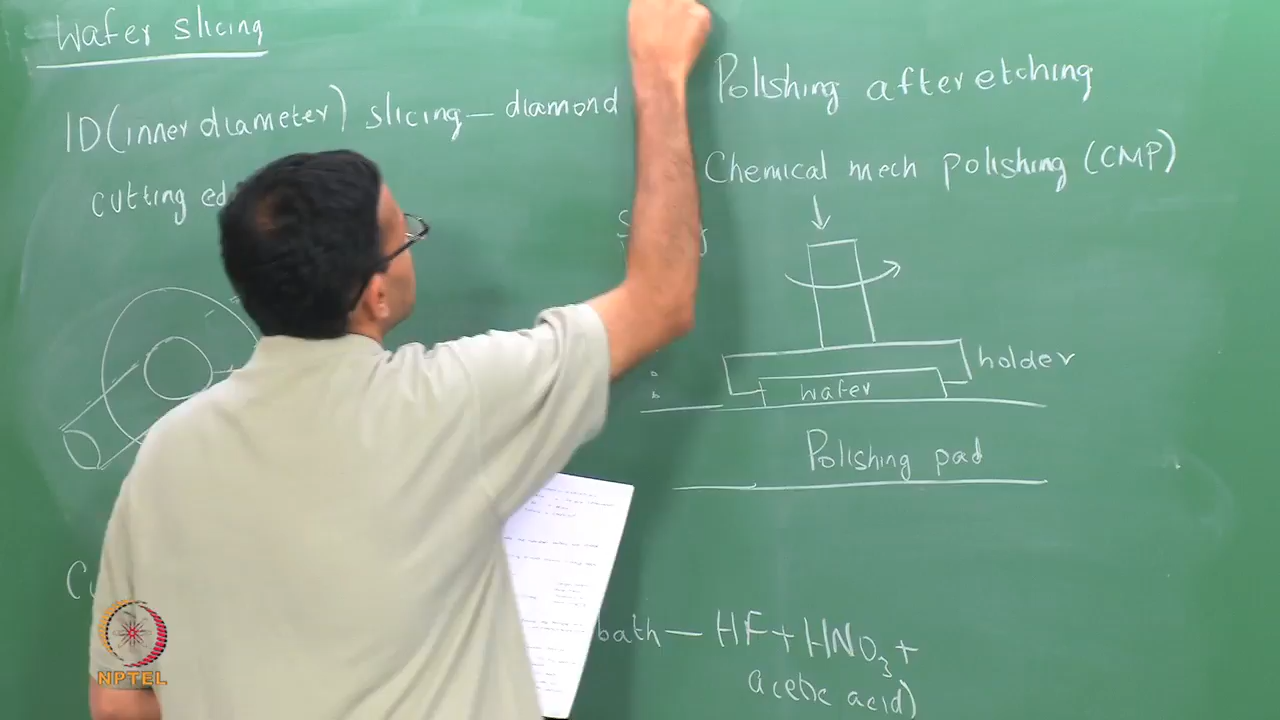 Wafer slicing
ID (inner diameter) slicing — diamond
cutting
Polishing after etching
Chemical mech polishing (CMP)
holder
wafer
Polishing pad
bath — HF + HNO3 +
acetic acid)
NPTEL